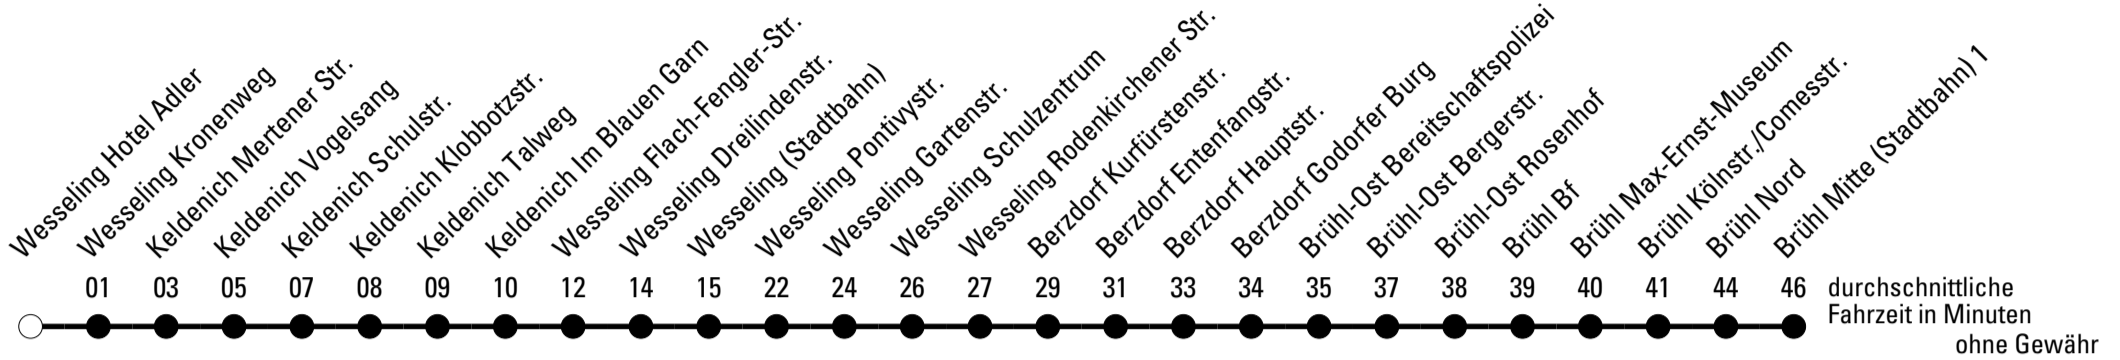 Wesseling Hotel Adler
Wesseling Kronenweg
Keldenich Mertener Str.
Keldenich Vogelsang
Keldenich Schulstr.
Keldenich Klobbotzstr.
Keldenich Talweg
Keldenich Im Blauen Garn
Wesseling Flach-Fengler-Str.
Wesseling Dreilindenstr.
Wesseling (Stadtbahn)
Wesseling Pontivystr.
Wesseling Gartenstr.
Wesseling Schulzentrum
Wesseling Rodenkirchener Str.
Berzdorf Kurfürstenstr.
Berzdorf Entenfangstr.
Berzdorf Hauptstr.
Berzdorf Godorfer Burg
Brühl-Ost Bereitschaftspolizei
Brühl-Ost Bergerstr.
Brühl-Ost Rosenhof
Brühl Bf
Brühl Max-Ernst-Museum
Brühl Kölnstr./Comesstr.
Brühl Nord
Brühl Mitte (Stadtbahn) 1
01 03 05 07 08 09 10 12 14 15 22 24 26 27 29 31 33 34 35 37 38 39 40 41 44 46 durchschnittliche
Fahrzeit in Minuten
ohne Gewähr